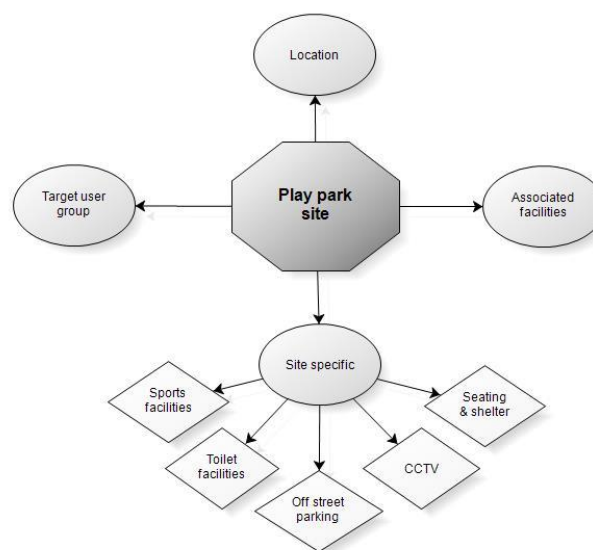 Location
Play park
site
Target user
group
Associated
facilities
Site specific
Sports
facilities
Seating
& shelter
Toilet
facilities
CCTV
Off street
parking